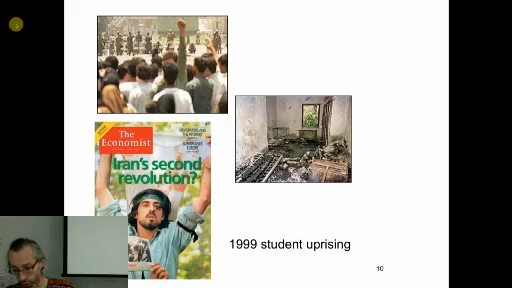 The
Economist
Iran's second
revolution?
1999 student uprising
10